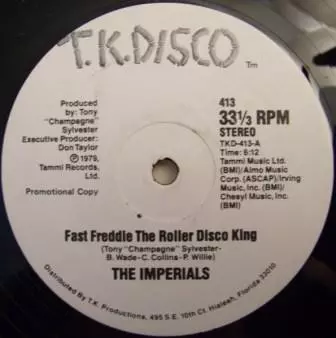 T.K. DISCO TM
Produced
by: Tony
"Champagne"
Sylvester
Executive Producer:
Don Taylor
Ⓟ 1979,
Tammi Records,
Ltd.
Promotional Copy
413
33 1/3 RPM
STEREO
TKD-413-A
Time: 6:12
Tammi Music Ltd.
(BMI)/Almo Music
Corp. (ASCAP)/Irving
Music, Inc. (BMI)/
Chesyl Music, Inc.
(BMI)
Fast Freddie The Roller Disco King
(Tony "Champagne" Sylvester-
B. Wade-C. Collins-P. Willie)
THE IMPERIALS
Distributed By T.K. Productions, 495 S.E. 10th Ct. Hialeah, Florida 33010